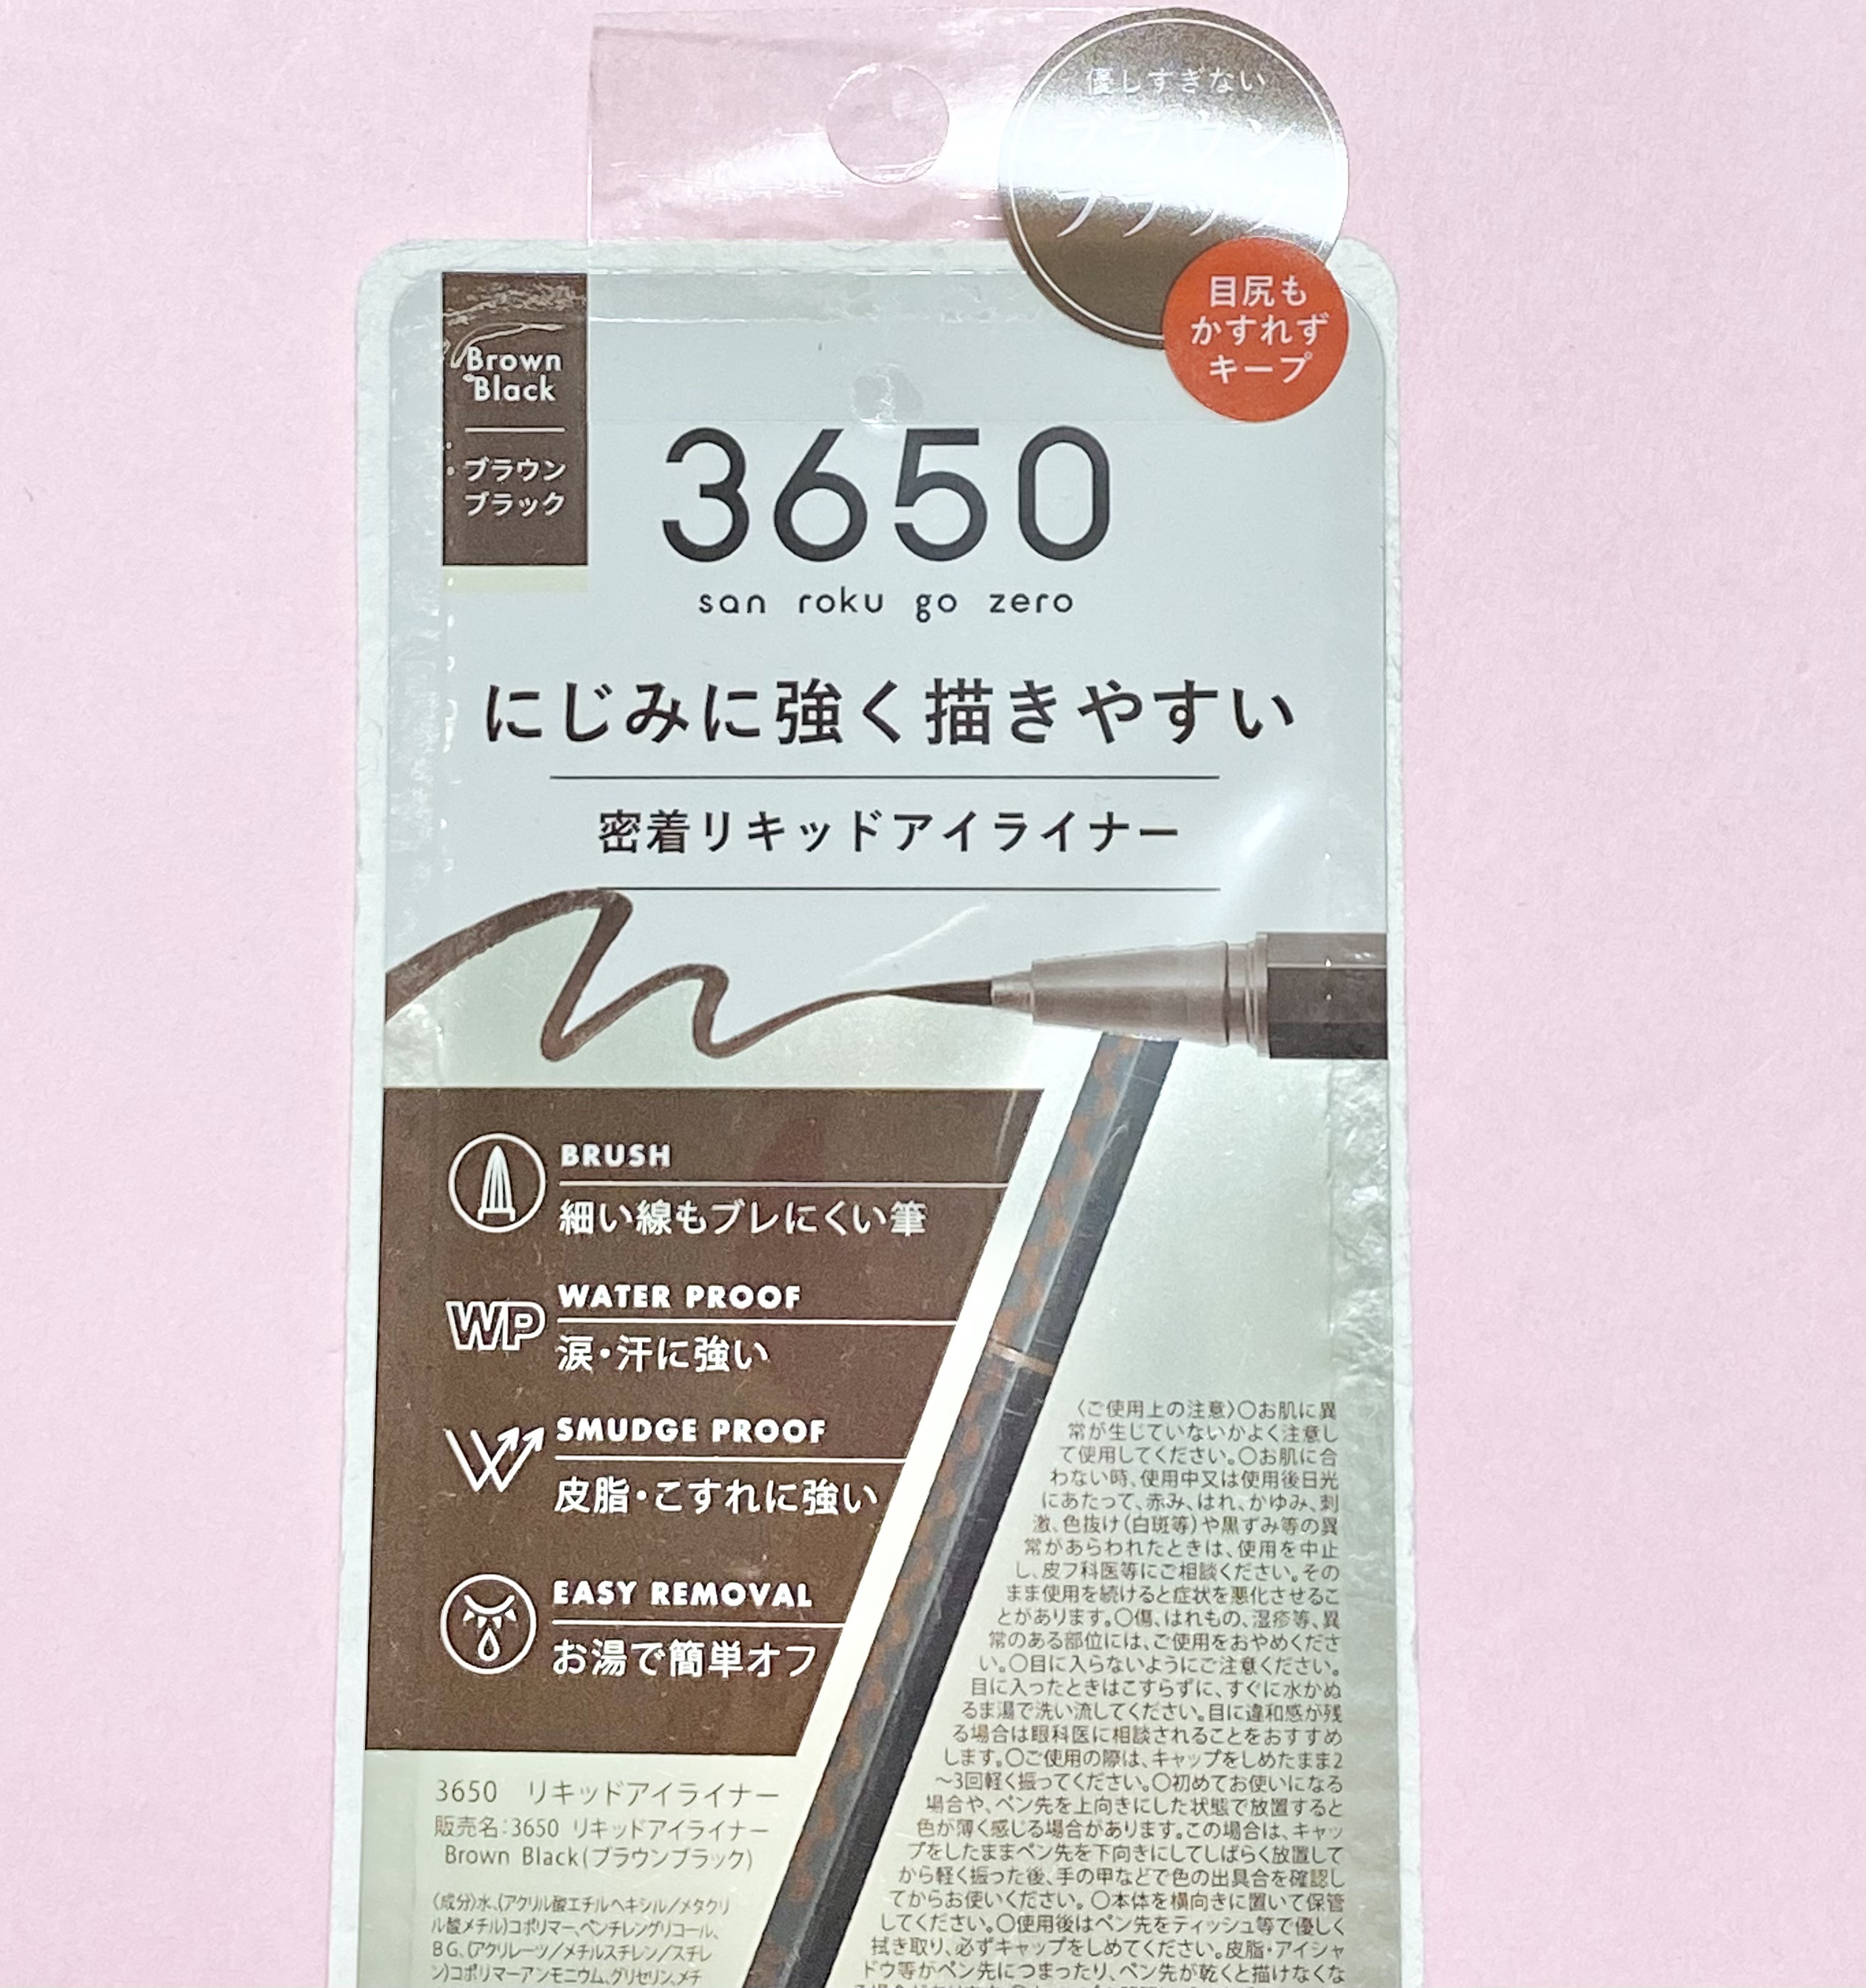 優しすぎない
ブラウン
ブラック
目尻も
かすれず
キープ
Brown
Black
ブラウン
ブラック
3650
san roku go zero
にじみに強く描きやすい
密着リキッドアイライナー
BRUSH
細い線もブレにくい筆
WP
WATER PROOF
涙・汗に強い
SMUDGE PROOF
皮脂・こすれに強い
EASY REMOVAL
お湯で簡単オフ
3650 リキッドアイライナー
販売名:3650 リキッドアイライナー
Brown Black(ブラウンブラック)
(成分)水、(アクリル酸エチルヘキシル/メタクリ
ル酸メチル)コポリマー、ペンチレングリコール、
BG、(アクリレーツ/メチルスチレン/スチレ
ン)コポリマーアンモニウム、グリセリン、メチ
〈ご使用上の注意〉〇お肌に異
常が生じていないかよく注意し
て使用してください。〇お肌に合
わない時、使用中又は使用後日光
にあたって、赤み、はれ、かゆみ、刺
激、色抜け(白斑等)や黒ずみ等の異
常があらわれたときは、使用を中止
し、皮フ科医等にご相談ください。その
まま使用を続けると症状を悪化させるこ
とがあります。〇傷、はれもの、湿疹等、異
常のある部位には、ご使用をおやめくださ
い。〇目に入らないようにご注意ください。
目に入ったときはこすらずに、すぐに水かぬ
るま湯で洗い流してください。目に違和感が残
る場合は眼科医に相談されることをおすすめ
します。〇ご使用の際は、キャップをしめたまま2
～3回軽く振ってください。〇初めてお使いになる
場合や、ペン先を上向きにした状態で放置すると
色が薄く感じる場合があります。この場合は、キャッ
プをしたままペン先を下向きにしてしばらく放置して
から軽く振った後、手の甲などで色の出具合を確認し
てからお使いください。〇本体を横向きに置いて保管
してください。〇使用後はペン先をティッシュ等で優しく
拭き取り、必ずキャップをしめてください。皮脂・アイシャ
ドウ等がペン先につまったり、ペン先が乾くと描けなくな